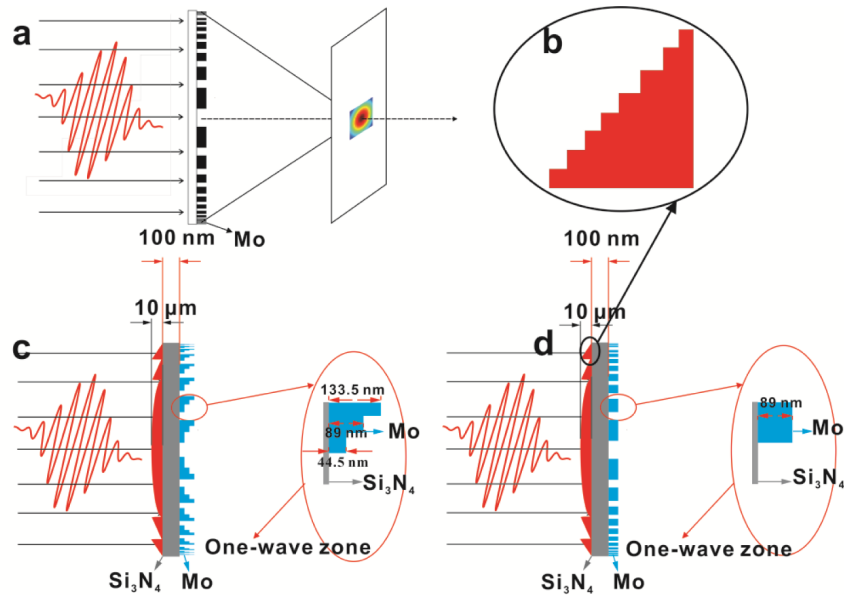 a
b
Mo
100 nm
100 nm
10 μm
10 μm
c
d
133.5 nm
89 nm
Mo
44.5 nm
Si₃N₄
89 nm
Mo
Si₃N₄
One-wave zone
One-wave zone
Si₃N₄
Mo
Si₃N₄
Mo